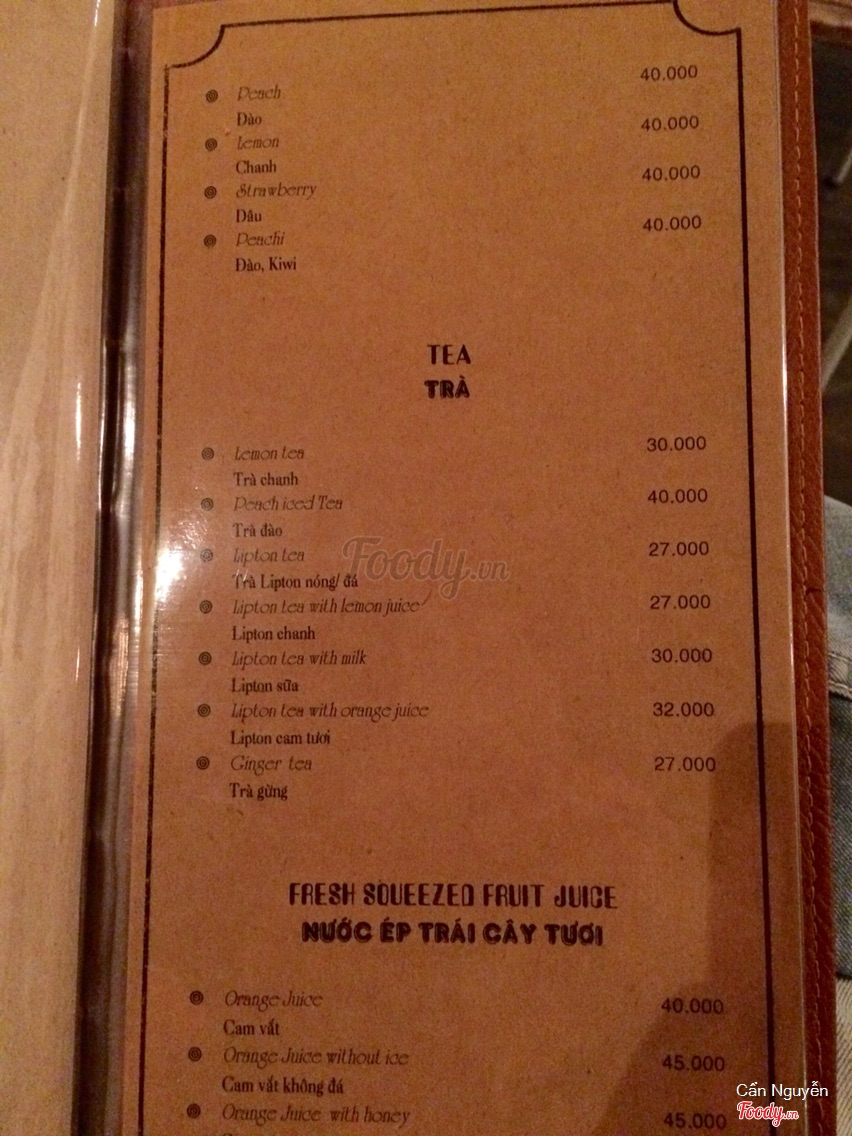 Peach 40.000
Đào
Lemon 40.000
Chanh
Strawberry 40.000
Dâu
Peachi 40.000
Đào, Kiwi
TEA
TRÀ
Lemon tea 30.000
Trà chanh
Peach iced Tea 40.000
Trà đào
Lipton tea 27.000
Trà Lipton nóng/ đá
Lipton tea with lemon juice 27.000
Lipton chanh
Lipton tea with milk 30.000
Lipton sữa
Lipton tea with orange juice 32.000
Lipton cam tươi
Ginger tea 27.000
Trà gừng
FRESH SQUEEZED FRUIT JUICE
NƯỚC ÉP TRÁI CÂY TƯƠI
Orange Juice 40.000
Cam vắt
Orange Juice without ice 45.000
Cam vắt không đá
Orange Juice with honey 45.000
Foody.vn
Cẩn Nguyễn
Foody.vn